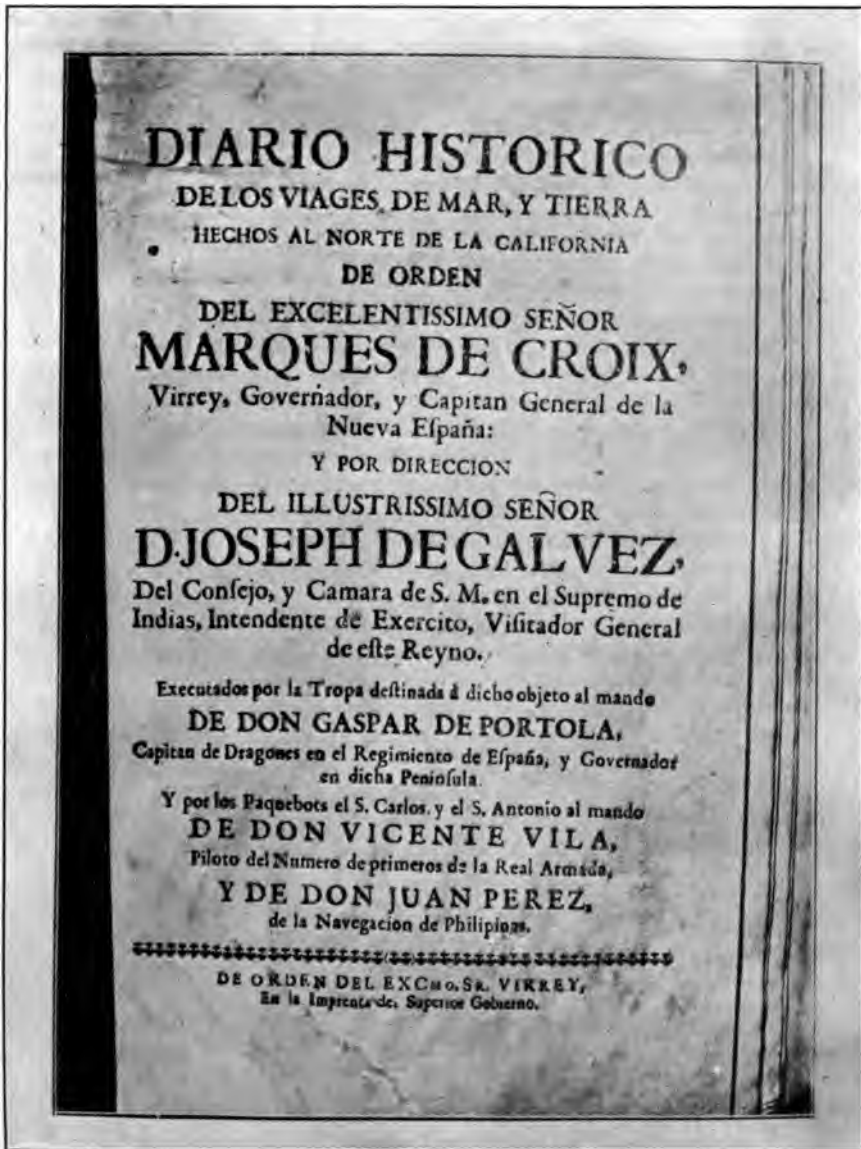 DIARIO HISTORICO
DE LOS VIAGES, DE MAR, Y TIERRA
HECHOS AL NORTE DE LA CALIFORNIA
DE ORDEN
DEL EXCELENTISSIMO SEÑOR
MARQUES DE CROIX,
Virrey, Governador, y Capitan General de la
Nueva Eſpaña:
Y POR DIRECCION
DEL ILLUSTRISSIMO SEÑOR
D.JOSEPH DE GALVEZ,
Del Conſejo, y Camara de S. M. en el Supremo de
Indias, Intendente de Exercito, Viſitador General
de eſte Reyno.
Executados por la Tropa deſtinada á dicho objeto al mando
DE DON GASPAR DE PORTOLA,
Capitan de Dragones en el Regimiento de Eſpaña, y Governador
en dicha Peninſula.
Y por los Paquebots el S. Carlos, y el S. Antonio al mando
DE DON VICENTE VILA,
Piloto del Numero de primeros de la Real Armada,
Y DE DON JUAN PEREZ,
de la Navegacion de Philipinas.
DE ORDEN DEL EXCMO. SR. VIRREY,
En la Imprenta del Superior Gobierno.